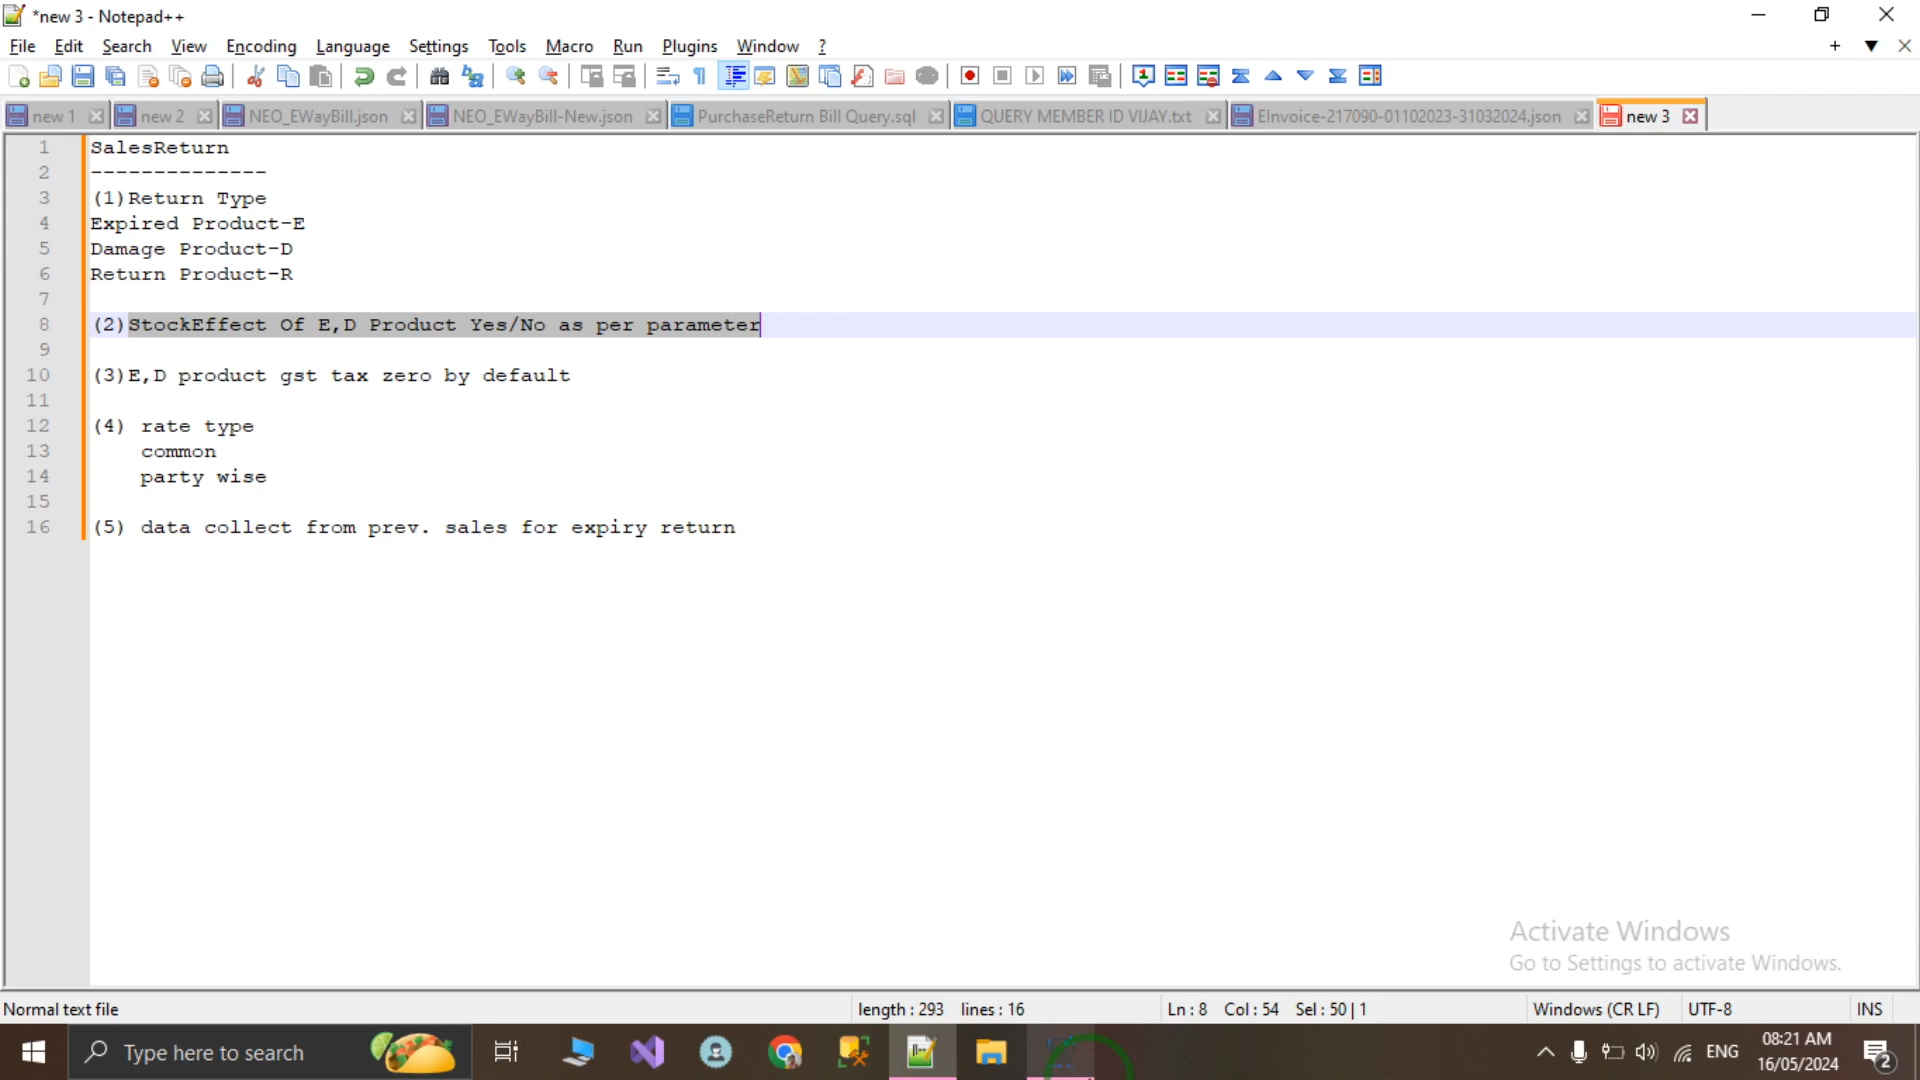 *new 3 - Notepad++
File Edit Search View Encoding Language Settings Tools Macro Run Plugins Window ?
new 1 new 2 NEO_EWayBill.json NEO_EWayBill-New.json PurchaseReturn Bill Query.sql QUERY MEMBER ID VIJAY.txt EInvoice-217090-01102023-31032024.json new 3
1 SalesReturn
2 --------------
3 (1)Return Type
4 Expired Product-E
5 Damage Product-D
6 Return Product-R
7
8 (2)StockEffect Of E,D Product Yes/No as per parameter
9
10 (3)E,D product gst tax zero by default
11
12 (4) rate type
13 common
14 party wise
15
16 (5) data collect from prev. sales for expiry return
Activate Windows
Go to Settings to activate Windows.
Normal text file length : 293 lines : 16 Ln : 8 Col : 54 Sel : 50 | 1 Windows (CR LF) UTF-8 INS
Type here to search ENG 08:21 AM
16/05/2024 2